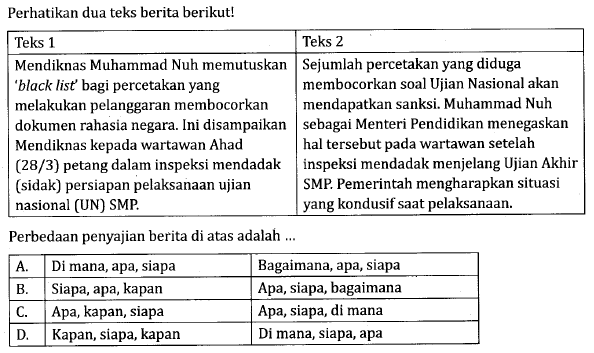 Perhatikan dua teks berita berikut!
Teks 1
Mendiknas Muhammad Nuh memutuskan
'black list' bagi percetakan yang
melakukan pelanggaran membocorkan
dokumen rahasia negara. Ini disampaikan
Mendiknas kepada wartawan Ahad
(28/3) petang dalam inspeksi mendadak
(sidak) persiapan pelaksanaan ujian
nasional (UN) SMP.
Teks 2
Sejumlah percetakan yang diduga
membocorkan soal Ujian Nasional akan
mendapatkan sanksi. Muhammad Nuh
sebagai Menteri Pendidikan menegaskan
hal tersebut pada wartawan setelah
inspeksi mendadak menjelang Ujian Akhir
SMP. Pemerintah mengharapkan situasi
yang kondusif saat pelaksanaan.
Perbedaan penyajian berita di atas adalah ...
A. Di mana, apa, siapa Bagaimana, apa, siapa
B. Siapa, apa, kapan Apa, siapa, bagaimana
C. Apa, kapan, siapa Apa, siapa, di mana
D. Kapan, siapa, kapan Di mana, siapa, apa